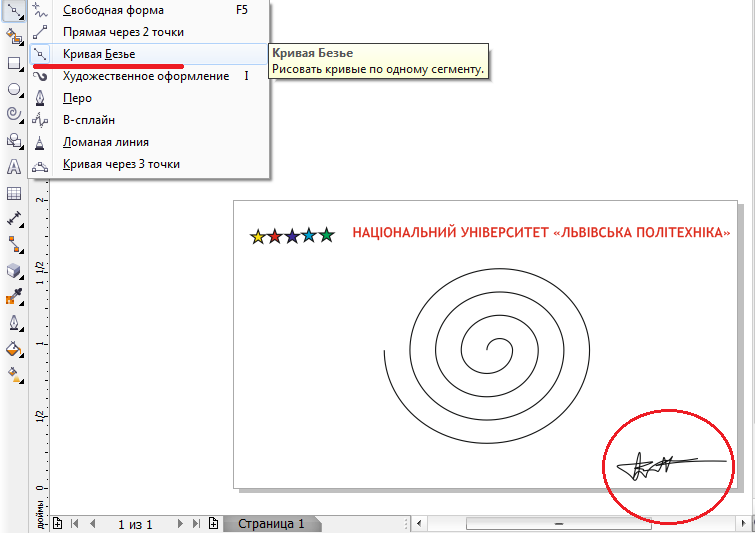 Свободная форма F5
Прямая через 2 точки
Кривая Безье
Художественное оформление I
Перо
В-сплайн
Ломаная линия
Кривая через 3 точки
Кривая Безье
Рисовать кривые по одному сегменту.
2
1 1/2
1
1/2
0
дюймы
НАЦІОНАЛЬНИЙ УНІВЕРСИТЕТ «ЛЬВІВСЬКА ПОЛІТЕХНІКА»
1 из 1
Страница 1